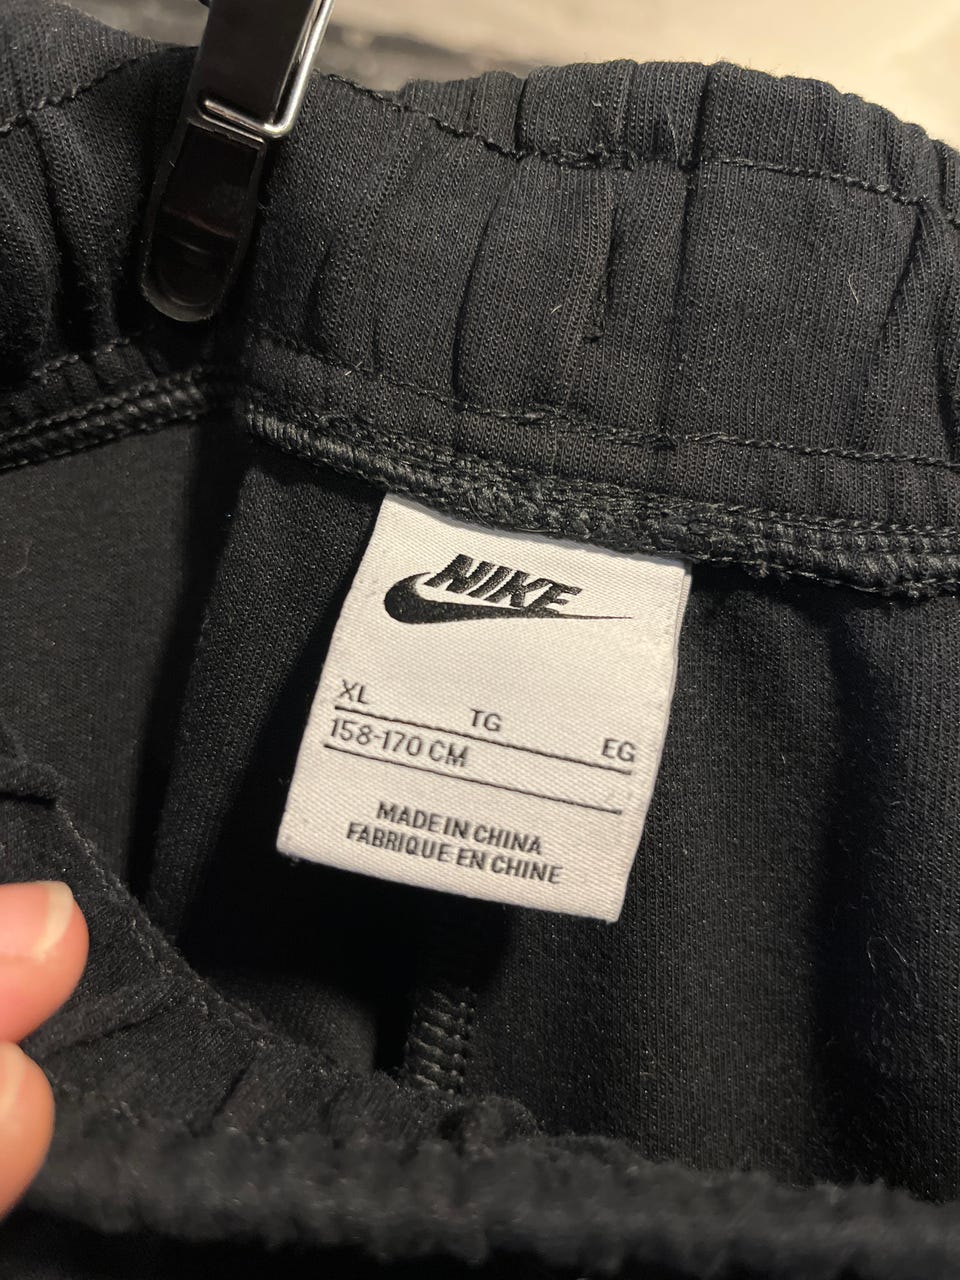 NIKE
XL TG EG
158-170 CM
MADE IN CHINA
FABRIQUE EN CHINE